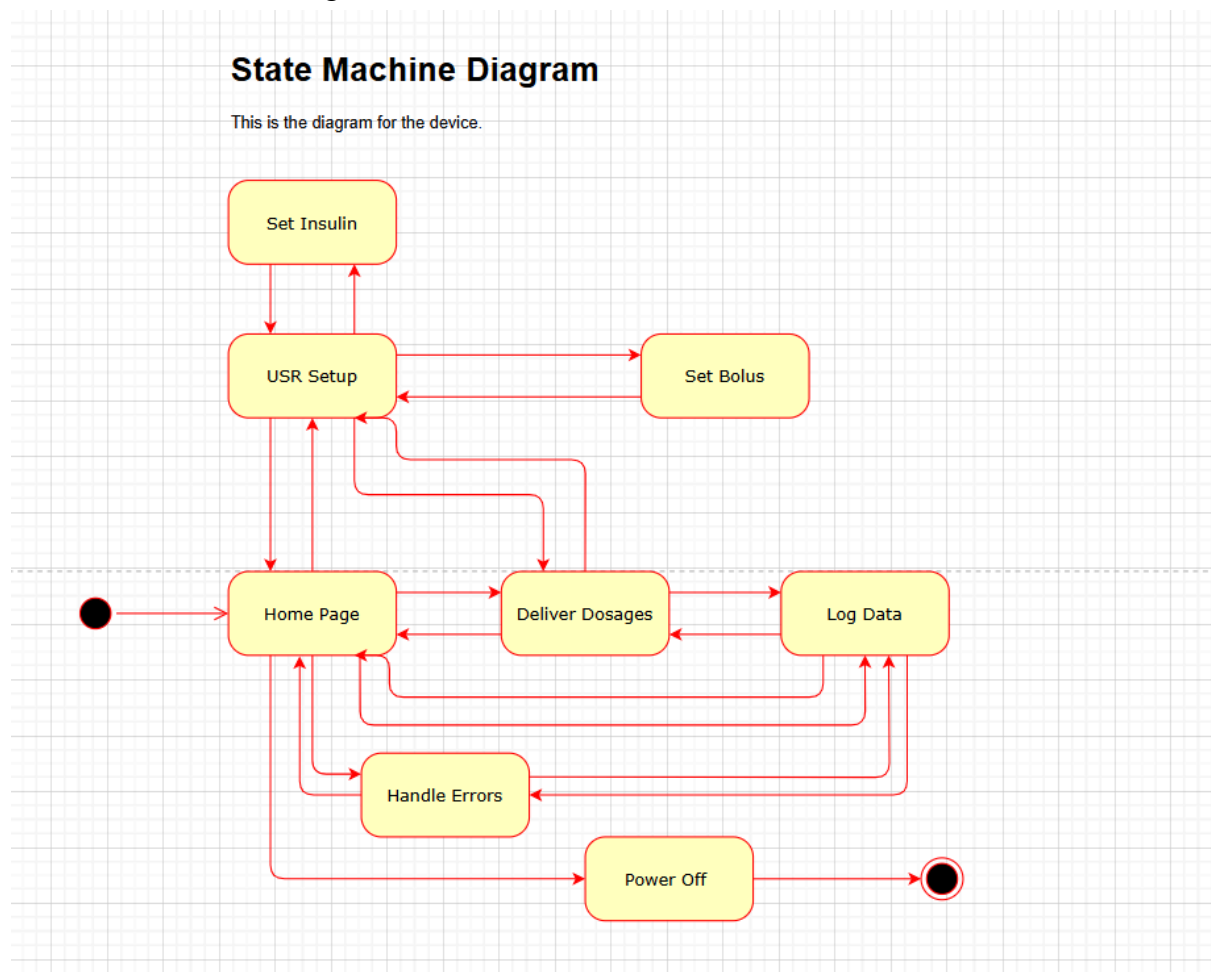 State Machine Diagram
This is the diagram for the device.
Set Insulin
USR Setup
Set Bolus
Home Page
Deliver Dosages
Log Data
Handle Errors
Power Off